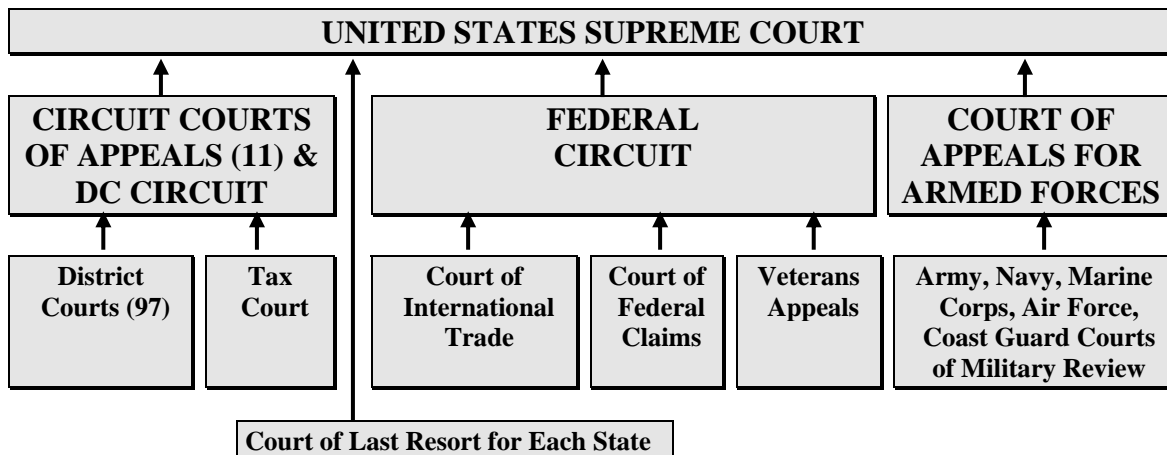 UNITED STATES SUPREME COURT
CIRCUIT COURTS
OF APPEALS (11) &
DC CIRCUIT
FEDERAL
CIRCUIT
COURT OF
APPEALS FOR
ARMED FORCES
District
Courts (97)
Tax
Court
Court of
International
Trade
Court of
Federal
Claims
Veterans
Appeals
Army, Navy, Marine
Corps, Air Force,
Coast Guard Courts
of Military Review
Court of Last Resort for Each State